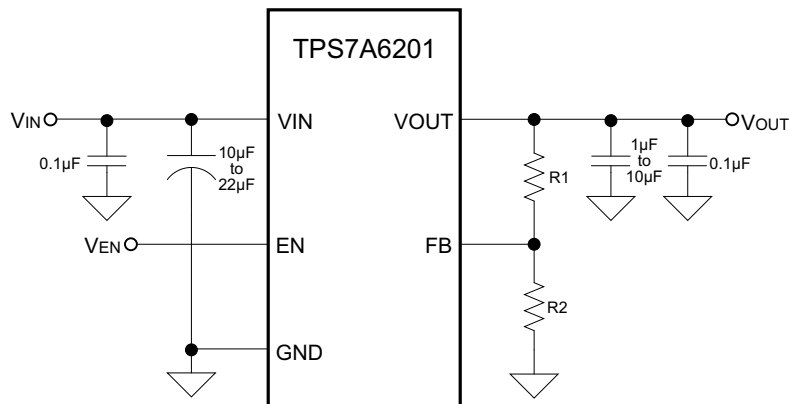 TPS7A6201
VIN
VIN
VOUT
VOUT
0.1µF
10µF
to
22µF
R1
1µF
to
10µF
0.1µF
VEN
EN
FB
R2
GND